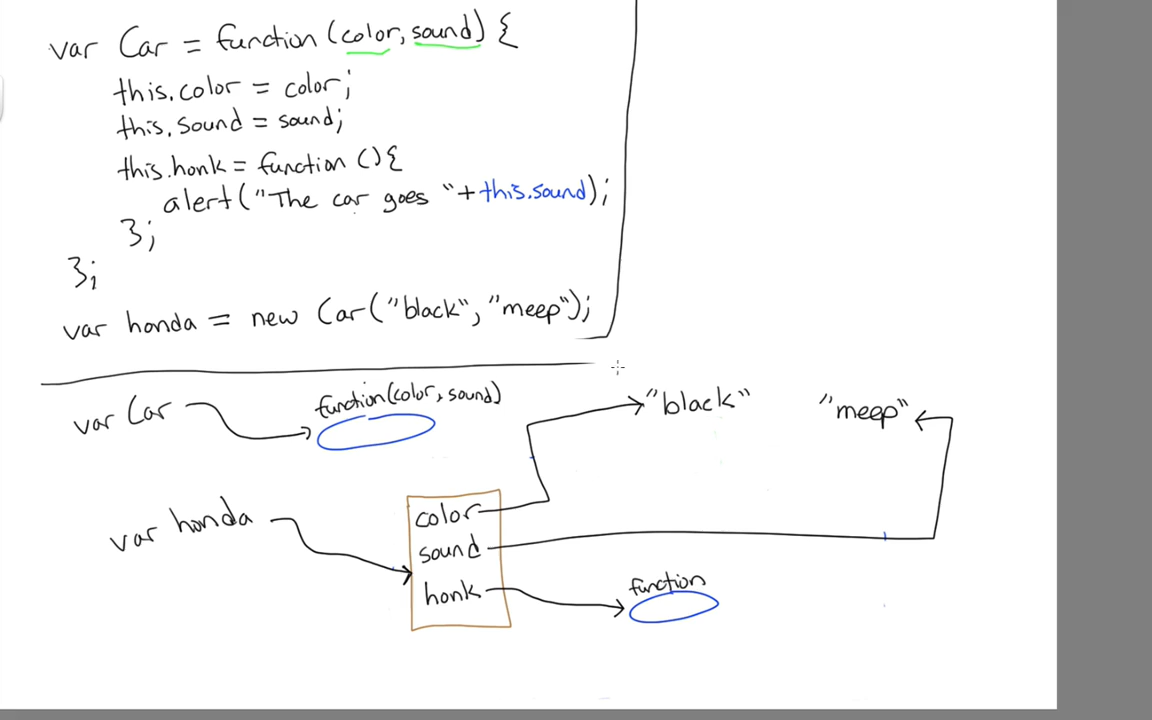 var Car = function (color, sound) {
this.color = color;
this.sound = sound;
this.honk = function () {
alert("The car goes "+this.sound);
};
};
var honda = new Car("black", "meep");
var Car
function(color, sound)
"black"
"meep"
var honda
color
sound
honk
function